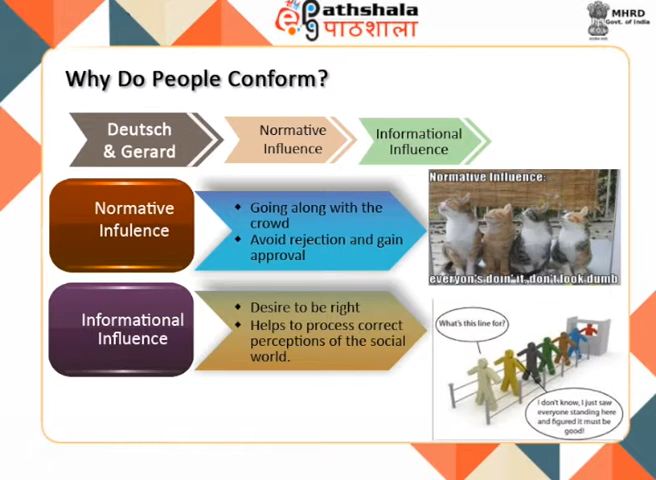 Pathshala
पाठशाला
MHRD
Govt. of India
Why Do People Conform?
Deutsch
& Gerard
Normative
Influence
Informational
Influence
Normative
Infulence
Going along with the
crowd
Avoid rejection and gain
approval
Normative Influence:
everyon's doin' it, don't look dumb
Informational
Influence
Desire to be right
Helps to process correct
perceptions of the social
world.
What's this line for?
I don't know, I just saw
everyone standing here
and figured it must be
good!